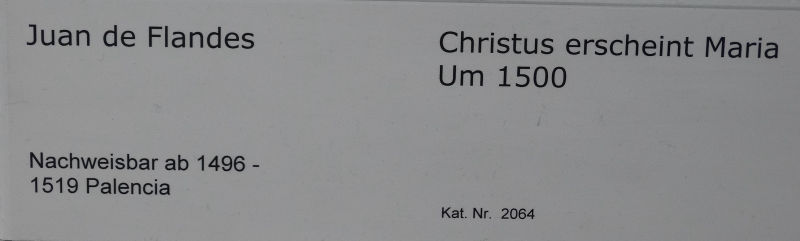 Juan de Flandes
Nachweisbar ab 1496 -
1519 Palencia
Christus erscheint Maria
Um 1500
Kat. Nr. 2064